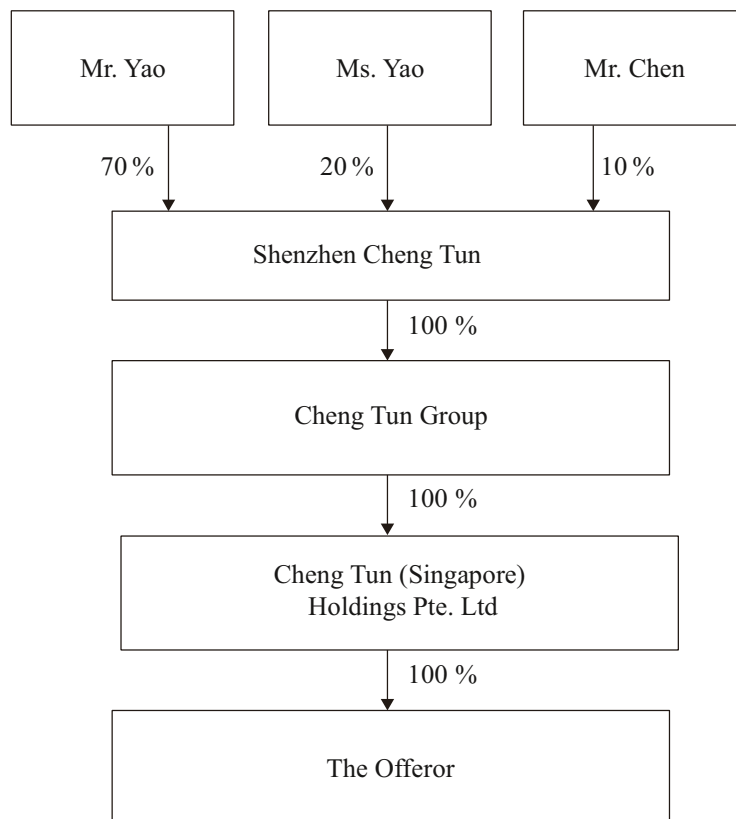 Mr. Yao
Ms. Yao
Mr. Chen
70 %
20 %
10 %
Shenzhen Cheng Tun
100 %
Cheng Tun Group
100 %
Cheng Tun (Singapore)
Holdings Pte. Ltd
100 %
The Offeror